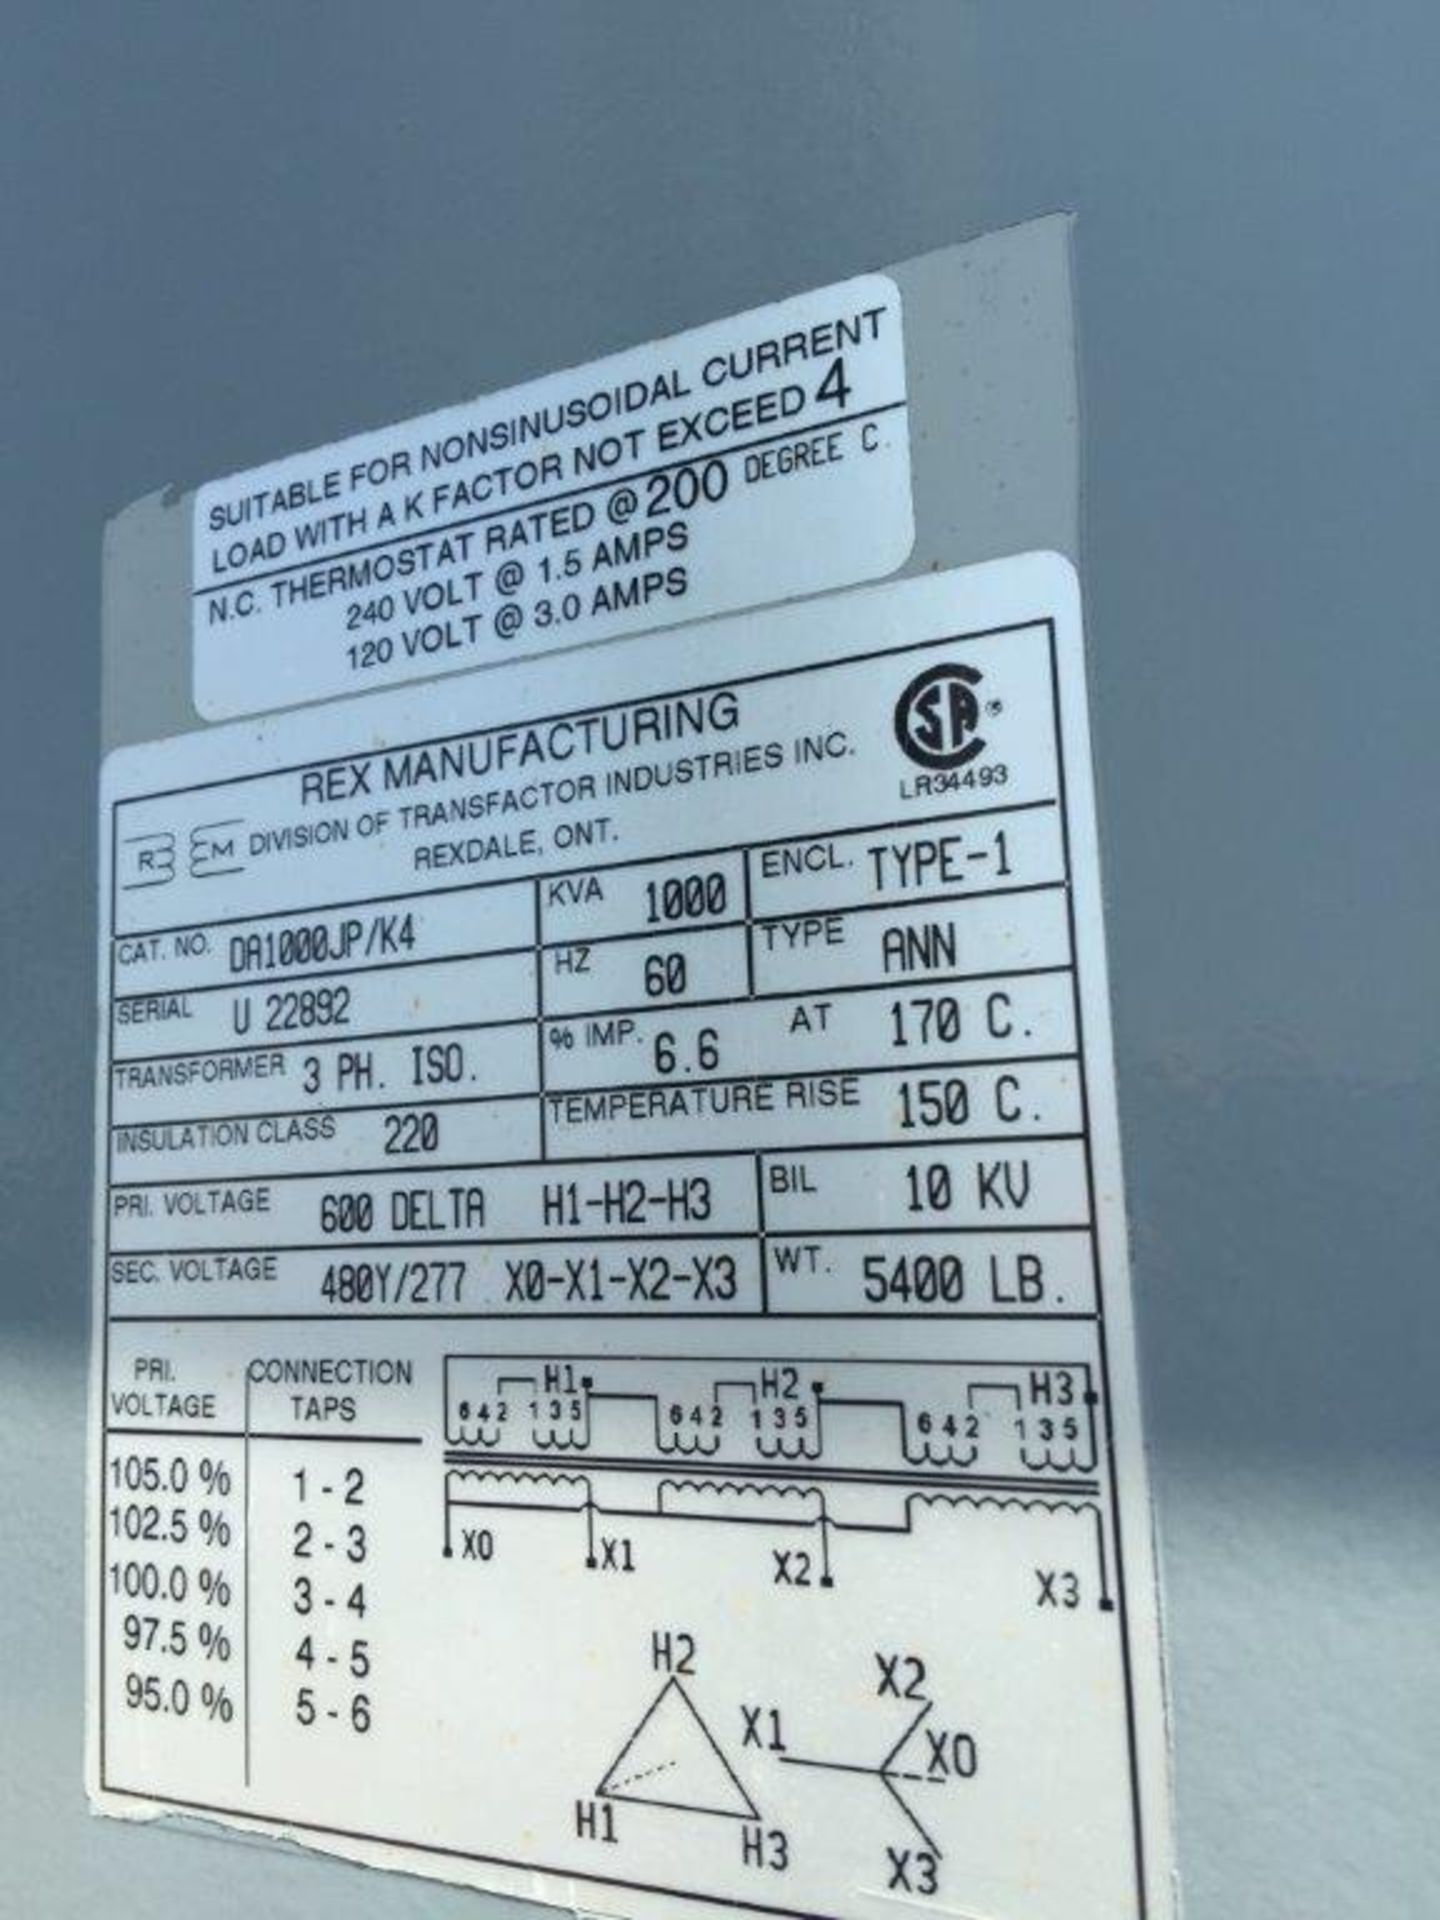 SUITABLE FOR NONSINUSOIDAL CURRENT
LOAD WITH A K FACTOR NOT EXCEED 4
N.C. THERMOSTAT RATED @ 200 DEGREE C.
240 VOLT @ 1.5 AMPS
120 VOLT @ 3.0 AMPS
REX MANUFACTURING
DIVISION OF TRANSFACTOR INDUSTRIES INC.
REXDALE, ONT.
REM
CSA ®
LR34493
CAT. NO. DA1000JP/K4 KVA 1000 ENCL. TYPE-1
SERIAL U 22892 HZ 60 TYPE ANN
TRANSFORMER 3 PH. ISO. % IMP. 6.6 AT 170 C.
INSULATION CLASS 220 TEMPERATURE RISE 150 C.
PRI. VOLTAGE 600 DELTA H1-H2-H3 BIL 10 KV
SEC. VOLTAGE 480Y/277 X0-X1-X2-X3 WT. 5400 LB.
PRI. VOLTAGE CONNECTION TAPS
105.0 % 1 - 2
102.5 % 2 - 3
100.0 % 3 - 4
97.5 % 4 - 5
95.0 % 5 - 6
H1 H2 H3
6 4 2 1 3 5 6 4 2 1 3 5 6 4 2 1 3 5
X0 X1 X2 X3
H2
H1
H3
X2
X1
X0
X3